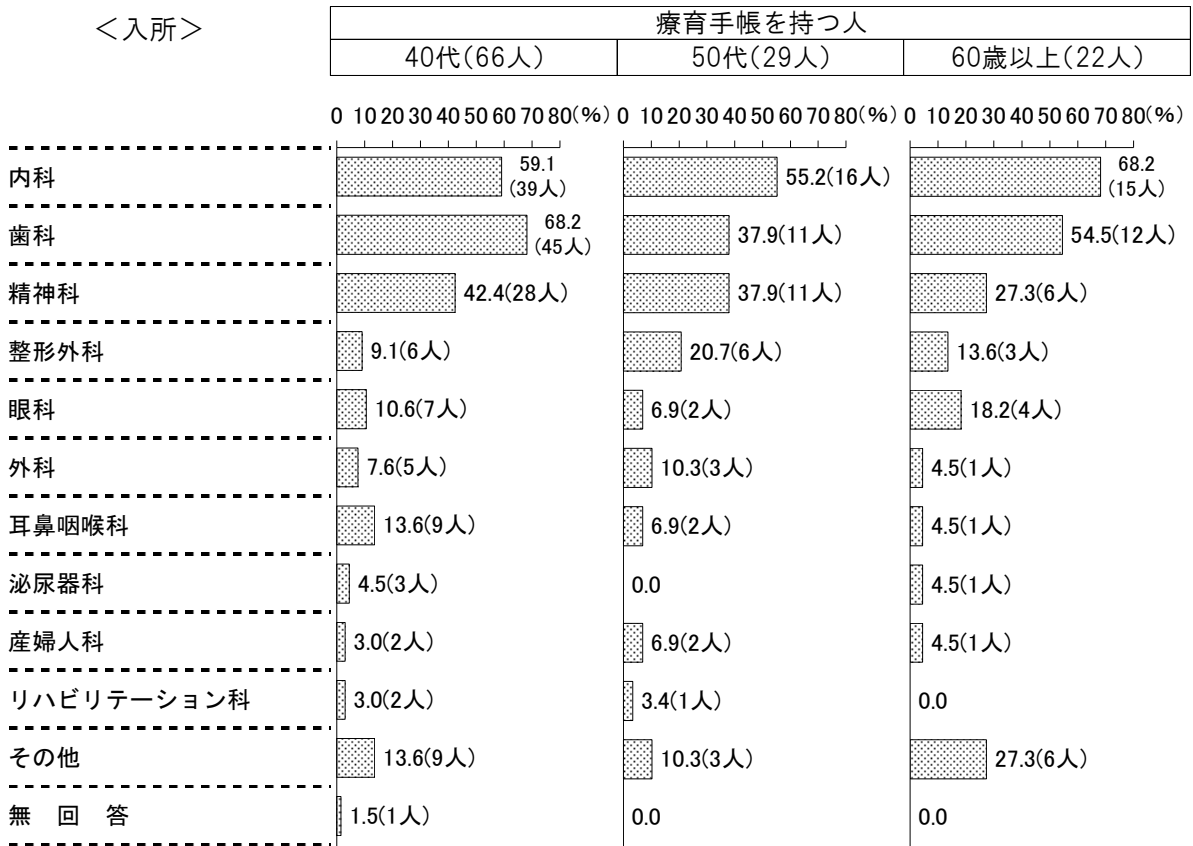 ＜入所＞
療育手帳を持つ人
40代(66人) 50代(29人) 60歳以上(22人)
0 10 20 30 40 50 60 70 80(%) 0 10 20 30 40 50 60 70 80(%) 0 10 20 30 40 50 60 70 80(%)
内科 59.1(39人) 55.2(16人) 68.2(15人)
歯科 68.2(45人) 37.9(11人) 54.5(12人)
精神科 42.4(28人) 37.9(11人) 27.3(6人)
整形外科 9.1(6人) 20.7(6人) 13.6(3人)
眼科 10.6(7人) 6.9(2人) 18.2(4人)
外科 7.6(5人) 10.3(3人) 4.5(1人)
耳鼻咽喉科 13.6(9人) 6.9(2人) 4.5(1人)
泌尿器科 4.5(3人) 0.0 4.5(1人)
産婦人科 3.0(2人) 6.9(2人) 4.5(1人)
リハビリテーション科 3.0(2人) 3.4(1人) 0.0
その他 13.6(9人) 10.3(3人) 27.3(6人)
無　回　答 1.5(1人) 0.0 0.0